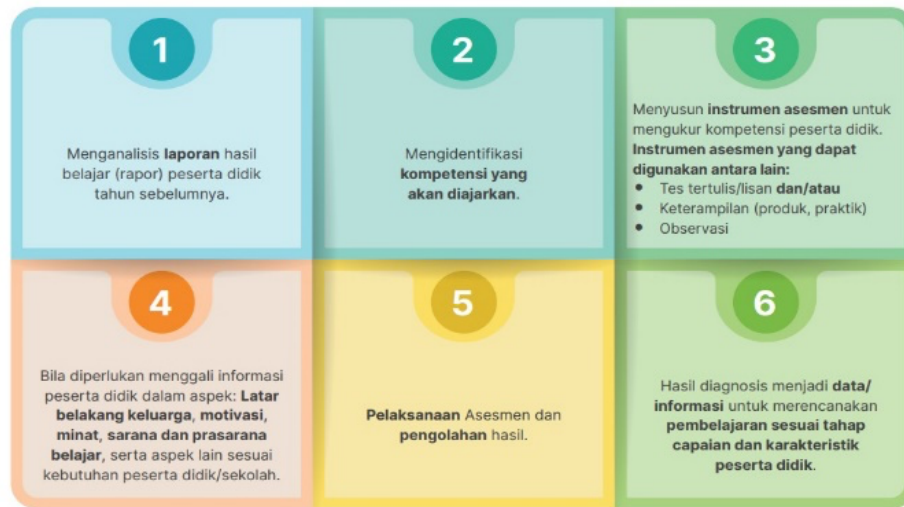 1
Menganalisis laporan hasil
belajar (rapor) peserta didik
tahun sebelumnya.
2
Mengidentifikasi
kompetensi yang
akan diajarkan.
3
Menyusun instrumen asesmen untuk
mengukur kompetensi peserta didik.
Instrumen asesmen yang dapat
digunakan antara lain:
• Tes tertulis/lisan dan/atau
• Keterampilan (produk, praktik)
• Observasi
4
Bila diperlukan menggali informasi
peserta didik dalam aspek: Latar
belakang keluarga, motivasi,
minat, sarana dan prasarana
belajar, serta aspek lain sesuai
kebutuhan peserta didik/sekolah.
5
Pelaksanaan Asesmen dan
pengolahan hasil.
6
Hasil diagnosis menjadi data/
informasi untuk merencanakan
pembelajaran sesuai tahap
capaian dan karakteristik
peserta didik.